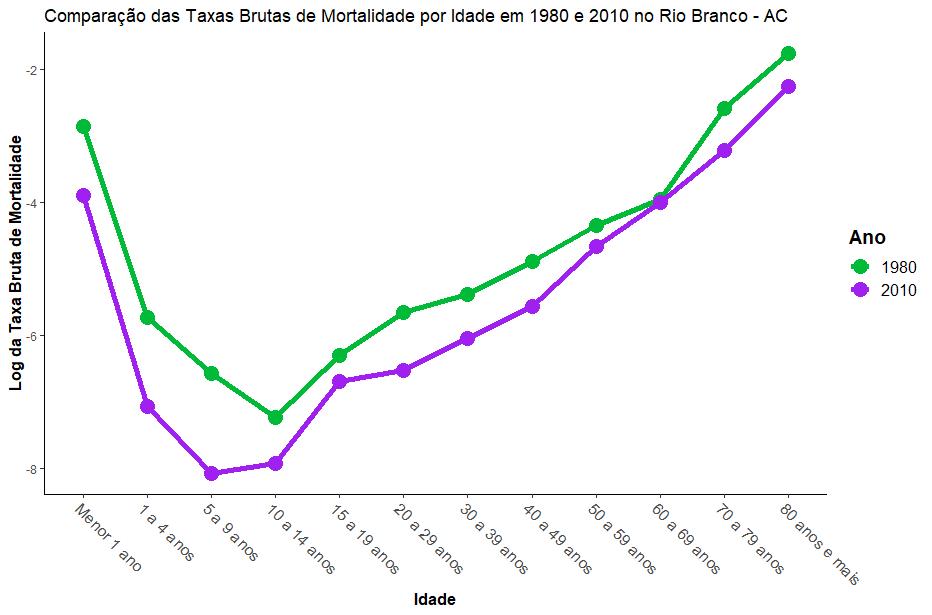 Comparação das Taxas Brutas de Mortalidade por Idade em 1980 e 2010 no Rio Branco - AC
Log da Taxa Bruta de Mortalidade
-2
-4
-6
-8
Menor 1 ano
1 a 4 anos
5 a 9 anos
10 a 14 anos
15 a 19 anos
20 a 29 anos
30 a 39 anos
40 a 49 anos
50 a 59 anos
60 a 69 anos
70 a 79 anos
80 anos e mais
Idade
Ano
1980
2010